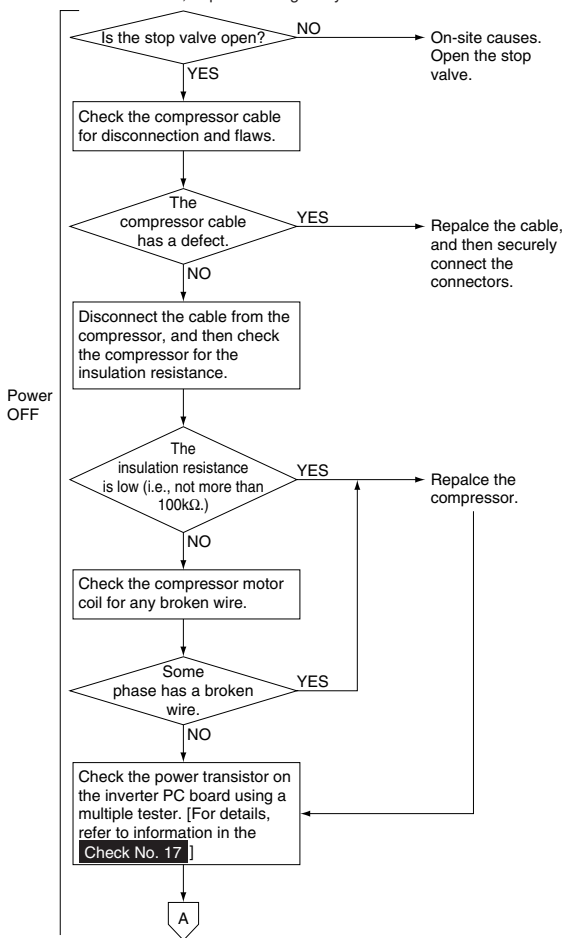 Is the stop valve open?
NO
On-site causes.
Open the stop
valve.
YES
Check the compressor cable
for disconnection and flaws.
The
compressor cable
has a defect.
YES
Repalce the cable,
and then securely
connect the
connectors.
NO
Disconnect the cable from the
compressor, and then check
the compressor for the
insulation resistance.
Power
OFF
The
insulation resistance
is low (i.e., not more than
100kΩ.)
YES
Repalce the
compressor.
NO
Check the compressor motor
coil for any broken wire.
Some
phase has a broken
wire.
YES
NO
Check the power transistor on
the inverter PC board using a
multiple tester. [For details,
refer to information in the
Check No. 17 ]
A